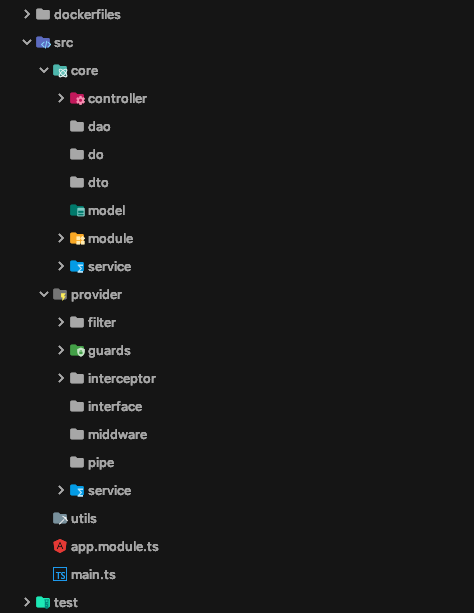 dockerfiles
src
core
controller
dao
do
dto
model
module
service
provider
filter
guards
interceptor
interface
middware
pipe
service
utils
app.module.ts
main.ts
test